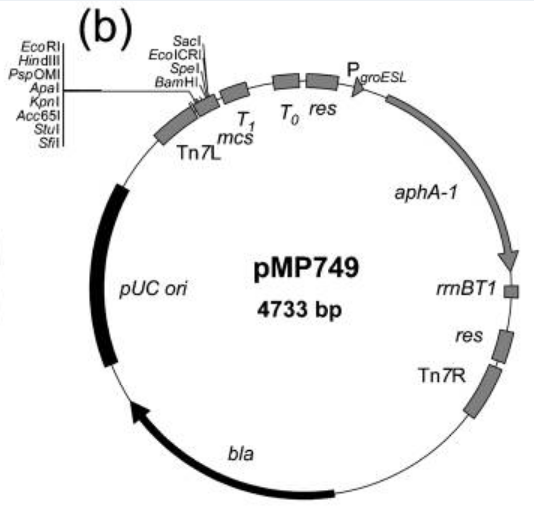 (b)
EcoRI
HindIII
PspOMI
ApaI
KpnI
Acc65I
StuI
SfiI
SacI
EcoICRI
SpeI
BamHI
Tn7L
mcs
T1
T0
res
PgroESL
aphA-1
rrnBT1
res
Tn7R
bla
pUC ori
pMP749
4733 bp